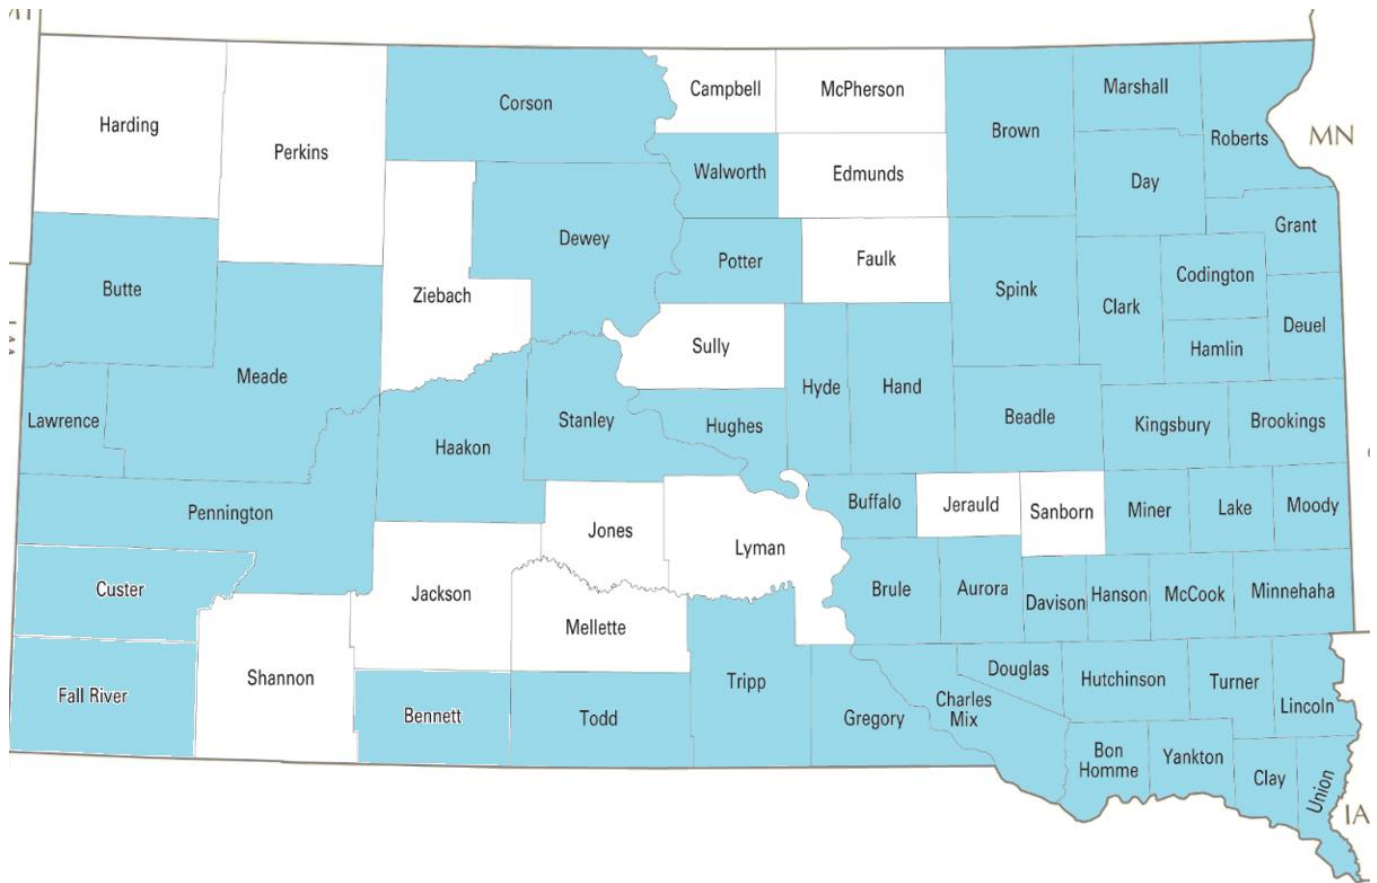 Harding
Perkins
Corson
Campbell
McPherson
Brown
Marshall
Roberts
MN
Walworth
Edmunds
Day
Butte
Dewey
Potter
Faulk
Grant
Ziebach
Spink
Codington
Clark
Deuel
Hamlin
Meade
Sully
Lawrence
Haakon
Stanley
Hughes
Hyde
Hand
Beadle
Kingsbury
Brookings
Pennington
Jones
Lyman
Buffalo
Jerauld
Sanborn
Miner
Lake
Moody
Custer
Jackson
Mellette
Brule
Aurora
Davison
Hanson
McCook
Minnehaha
Fall River
Shannon
Bennett
Todd
Tripp
Gregory
Charles
Mix
Douglas
Hutchinson
Turner
Lincoln
Bon
Homme
Yankton
Clay
Union
IA